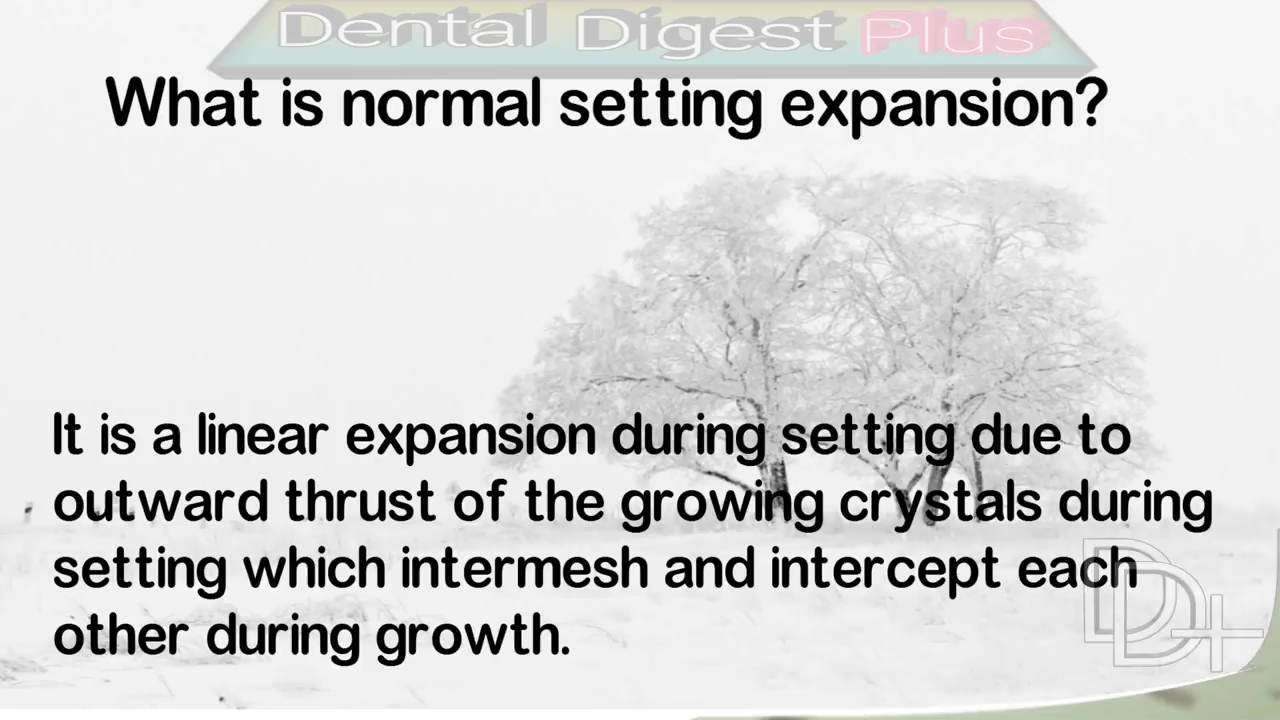 Dental Digest Plus
What is normal setting expansion?
It is a linear expansion during setting due to
outward thrust of the growing crystals during
setting which intermesh and intercept each
other during growth.
DD+